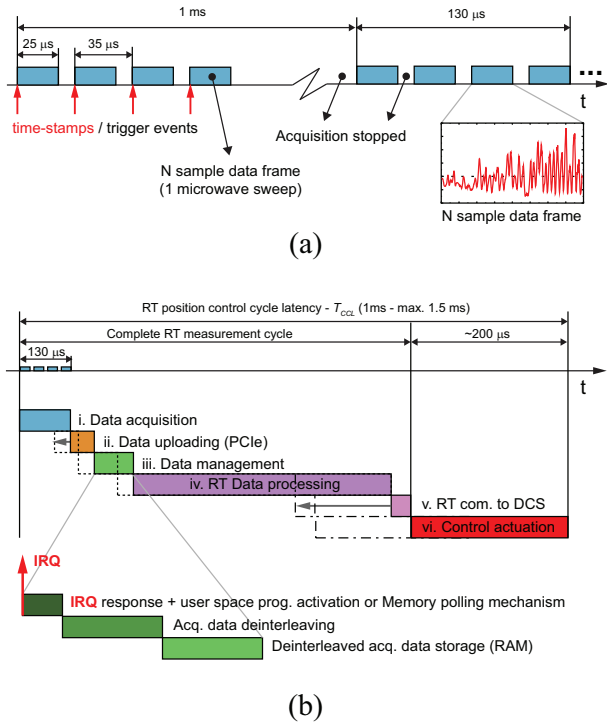 1 ms
130 μs
25 μs
35 μs
...
t
time-stamps / trigger events
Acquisition stopped
N sample data frame
(1 microwave sweep)
N sample data frame
(a)
RT position control cycle latency - T_CCL (1ms - max. 1.5 ms)
Complete RT measurement cycle
~200 μs
130 μs
t
i. Data acquisition
ii. Data uploading (PCIe)
iii. Data management
iv. RT Data processing
v. RT com. to DCS
vi. Control actuation
IRQ
IRQ response + user space prog. activation or Memory polling mechanism
Acq. data deinterleaving
Deinterleaved acq. data storage (RAM)
(b)